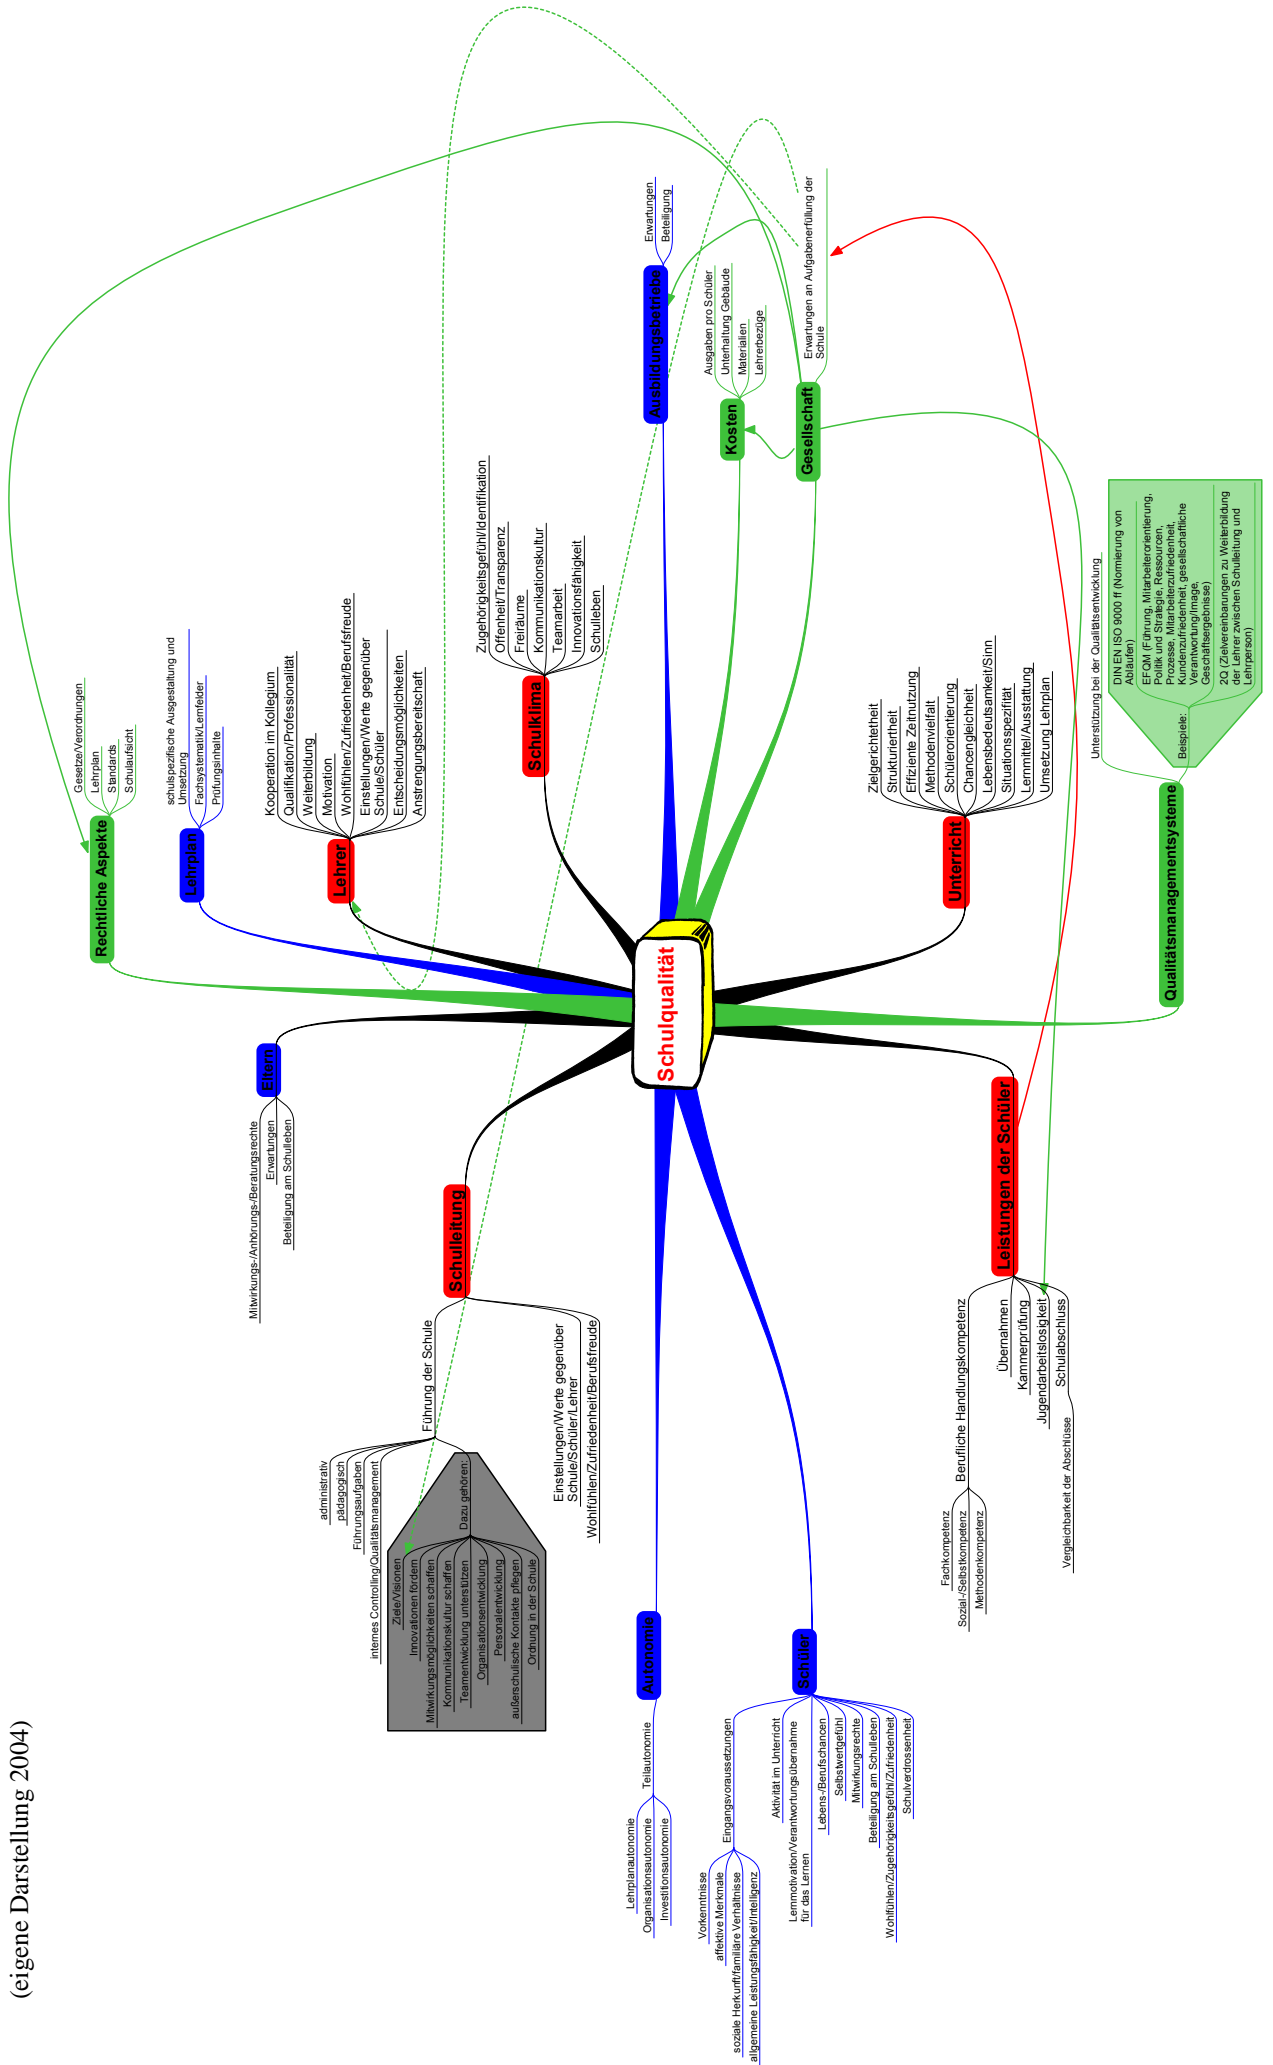 (eigene Darstellung 2004)
Schulqualität
Rechtliche Aspekte
Gesetze/Verordnungen
Lehrplan
Standards
Schulaufsicht
Lehrplan
schulspezifische Ausgestaltung und
Umsetzung
Fachsystematik/Lernfelder
Prüfungsinhalte
Lehrer
Kooperation im Kollegium
Qualifikation/Professionalität
Weiterbildung
Motivation
Wohlfühlen/Zufriedenheit/Berufsfreude
Einstellungen/Werte gegenüber
Schule/Schüler
Entscheidungsmöglichkeiten
Anstrengungsbereitschaft
Schulklima
Zugehörigkeitsgefühl/Identifikation
Offenheit/Transparenz
Freiräume
Kommunikationskultur
Teamarbeit
Innovationsfähigkeit
Schulleben
Ausbildungsbetriebe
Erwartungen
Beteiligung
Kosten
Ausgaben pro Schüler
Unterhaltung Gebäude
Materialien
Lehrerbezüge
Gesellschaft
Erwartungen an Aufgabenerfüllung der
Schule
Unterricht
Zielgerichtetheit
Strukturiertheit
Effiziente Zeitnutzung
Methodenvielfalt
Schülerorientierung
Chancengleichheit
Lebensbedeutsamkeit/Sinn
Situationsspezifität
Lernmittel/Ausstattung
Umsetzung Lehrplan
Qualitätsmanagementsysteme
Unterstützung bei der Qualitätsentwicklung
Beispiele:
DIN EN ISO 9000 ff (Normierung von
Abläufen)
EFQM (Führung, Mitarbeiterorientierung,
Politik und Strategie, Ressourcen,
Prozesse, Mitarbeiterzufriedenheit,
Kundenzufriedenheit, gesellschaftliche
Verantwortung/Image,
Geschäftsergebnisse)
2Q (Zielvereinbarungen zu Weiterbildung
der Lehrer zwischen Schulleitung und
Lehrperson)
Eltern
Mitwirkungs-/Anhörungs-/Beratungsrechte
Erwartungen
Beteiligung am Schulleben
Schulleitung
Führung der Schule
administrativ
pädagogisch
Führungsaufgaben
internes Controlling/Qualitätsmanagement
Dazu gehören:
Ziele/Visionen
Innovationen fördern
Mitwirkungsmöglichkeiten schaffen
Kommunikationskultur schaffen
Teamentwicklung unterstützen
Organisationsentwicklung
Personalentwicklung
außerschulische Kontakte pflegen
Ordnung in der Schule
Einstellungen/Werte gegenüber
Schule/Schüler/Lehrer
Wohlfühlen/Zufriedenheit/Berufsfreude
Autonomie
Teilautonomie
Lehrplanautonomie
Organisationsautonomie
Investitionsautonomie
Schüler
Eingangsvoraussetzungen
Vorkenntnisse
affektive Merkmale
soziale Herkunft/familiäre Verhältnisse
allgemeine Leistungsfähigkeit/Intelligenz
Aktivität im Unterricht
Lernmotivation/Verantwortungsübernahme
für das Lernen
Lebens-/Berufschancen
Selbstwertgefühl
Mitwirkungsrechte
Beteiligung am Schulleben
Wohlfühlen/Zugehörigkeitsgefühl/Zufriedenheit
Schulverdrossenheit
Leistungen der Schüler
Berufliche Handlungskompetenz
Fachkompetenz
Sozial-/Selbstkompetenz
Methodenkompetenz
Übernahmen
Kammerprüfung
Jugendarbeitslosigkeit
Schulabschluss
Vergleichbarkeit der Abschlüsse